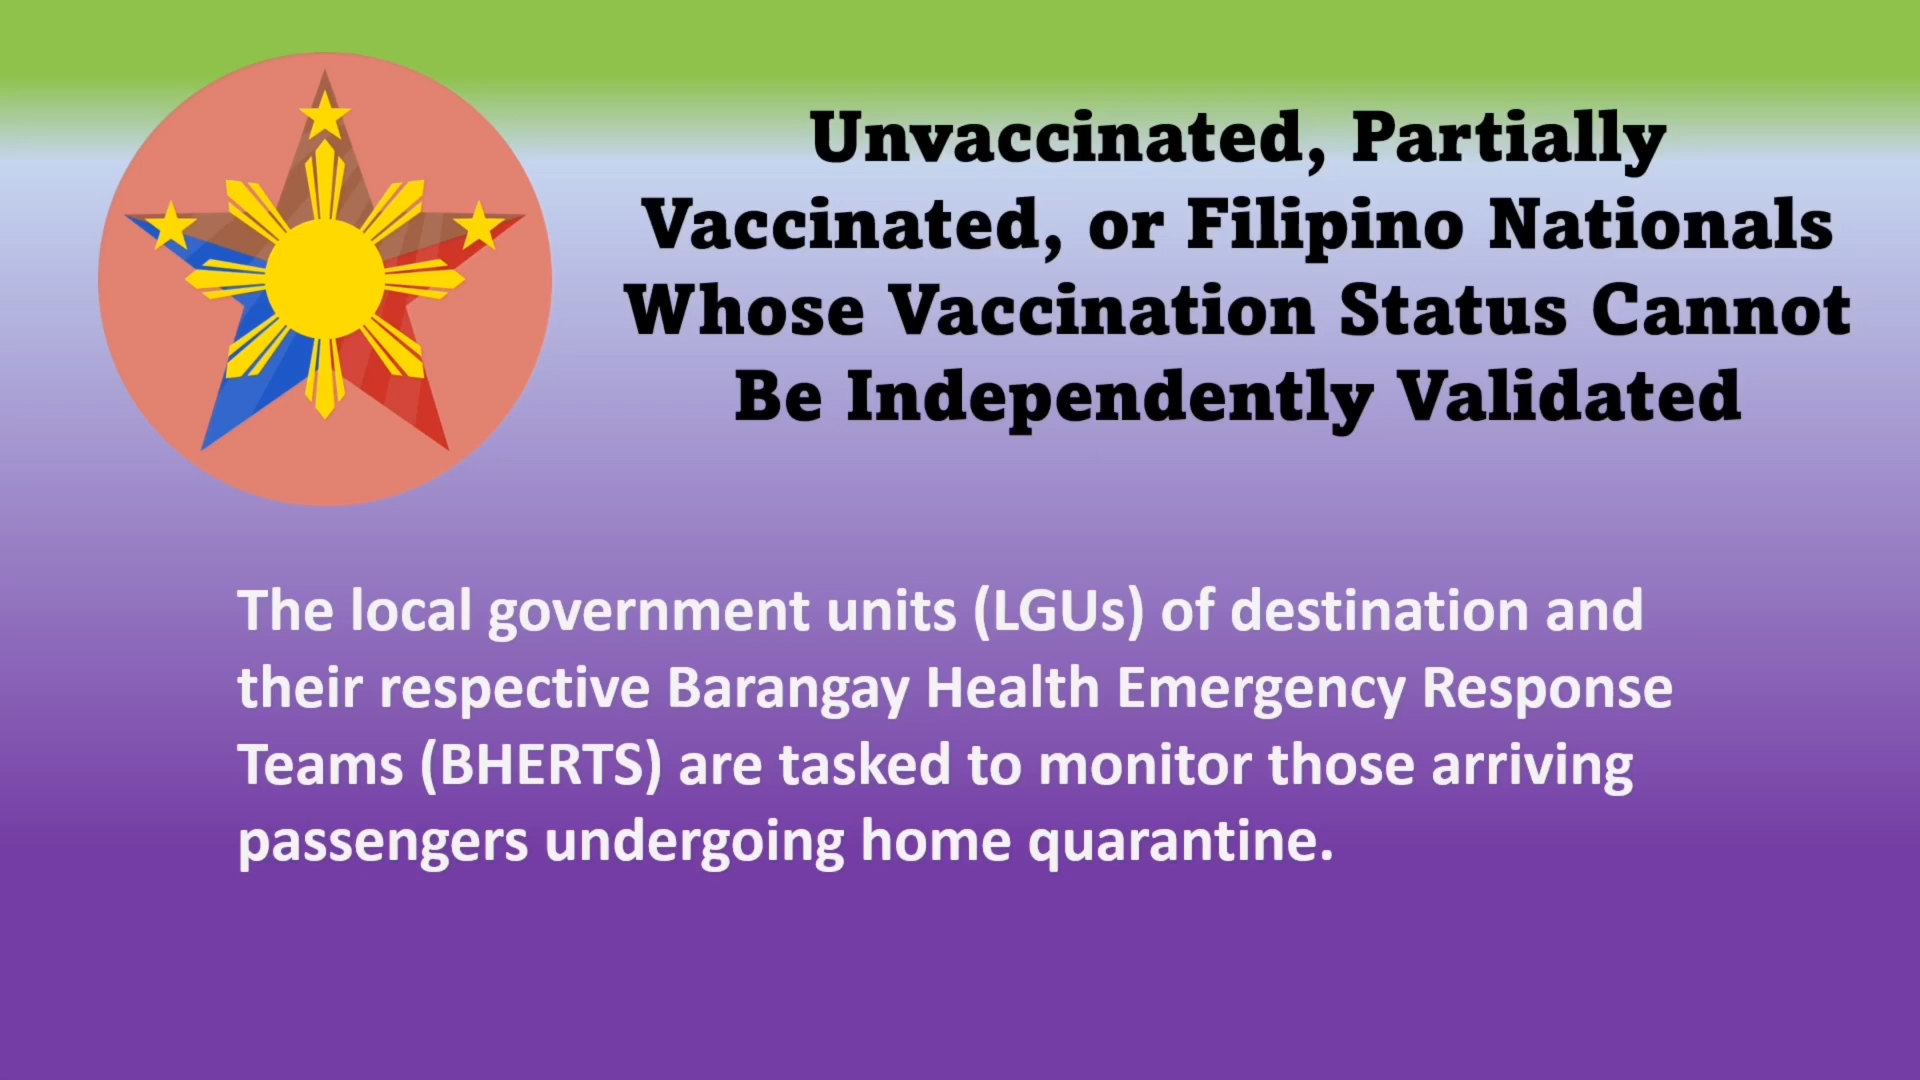 Unvaccinated, Partially
Vaccinated, or Filipino Nationals
Whose Vaccination Status Cannot
Be Independently Validated
The local government units (LGUs) of destination and
their respective Barangay Health Emergency Response
Teams (BHERTS) are tasked to monitor those arriving
passengers undergoing home quarantine.